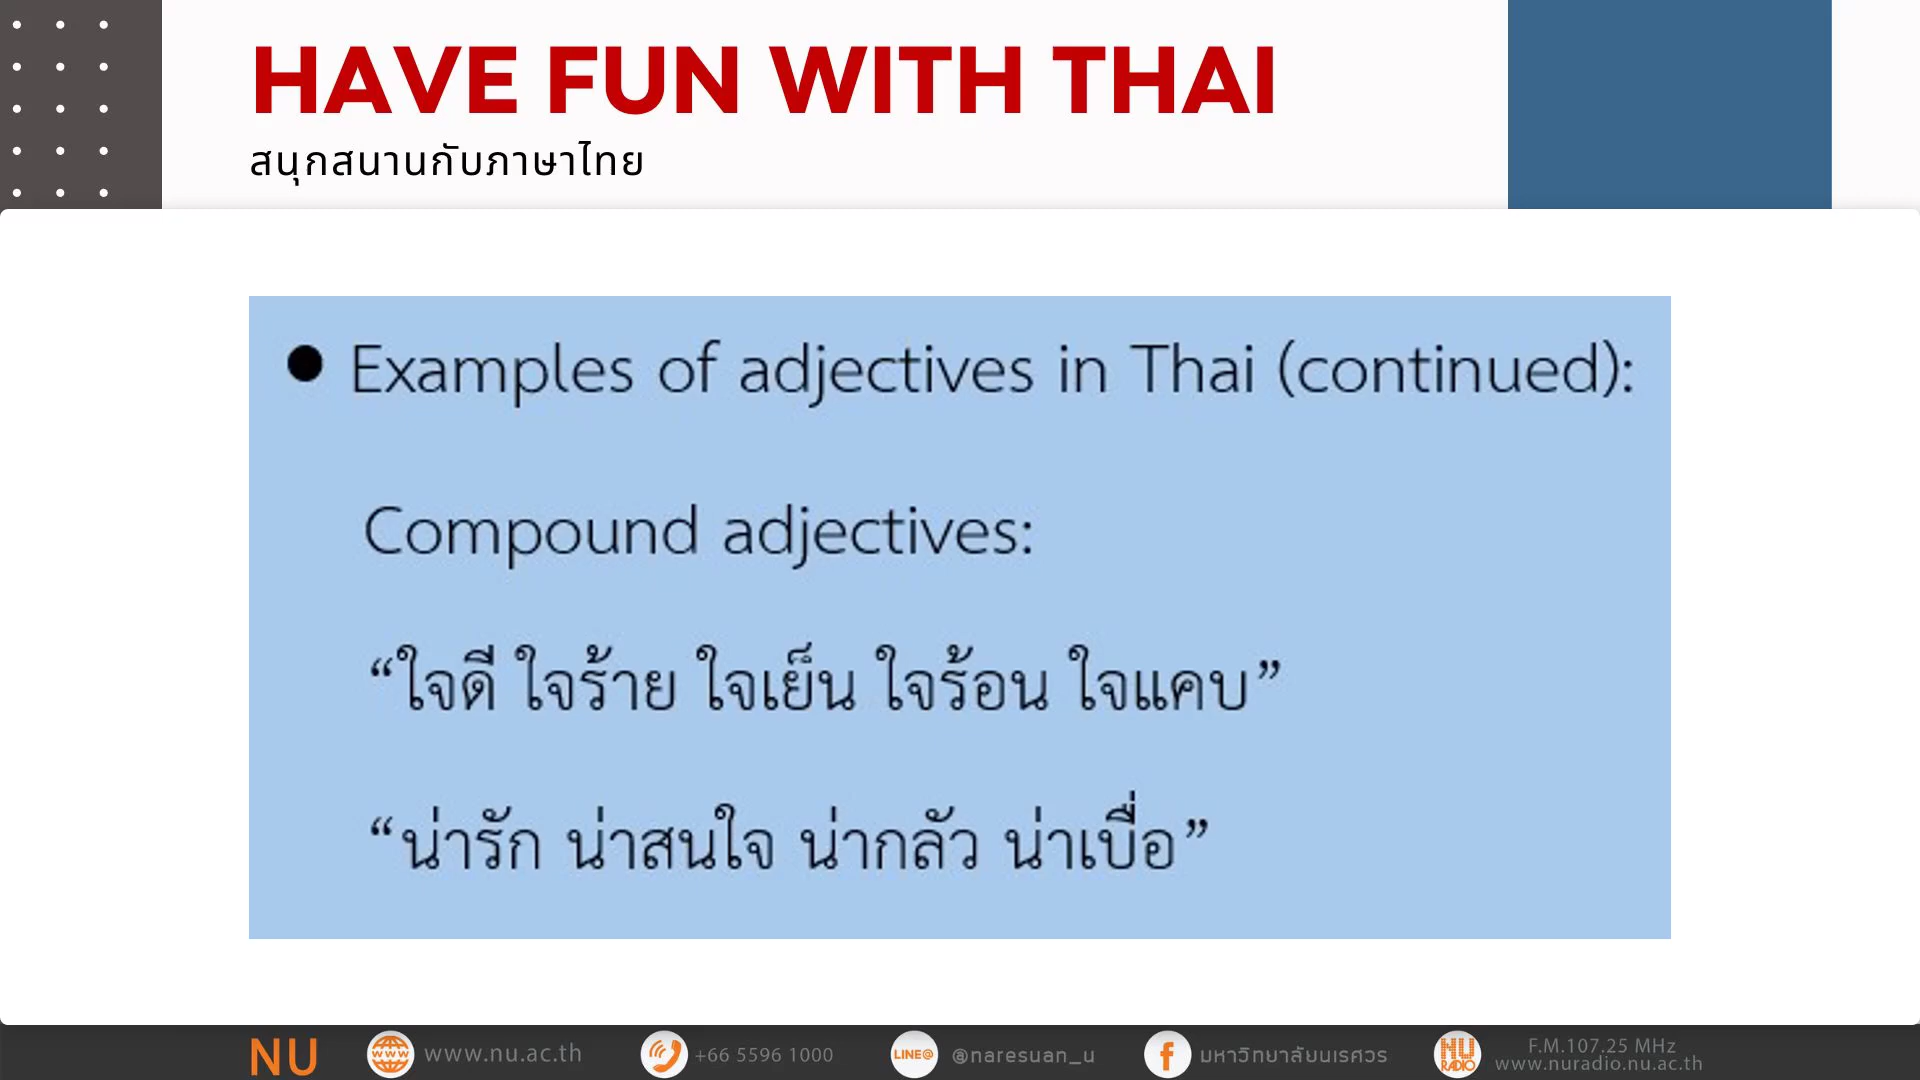 HAVE FUN WITH THAI
สนุกสนานกับภาษาไทย
● Examples of adjectives in Thai (continued):
Compound adjectives:
“ใจดี ใจร้าย ใจเย็น ใจร้อน ใจแคบ”
“น่ารัก น่าสนใจ น่ากลัว น่าเบื่อ”
NU
www
www.nu.ac.th
+66 5596 1000
LINE@
@naresuan_u
f
มหาวิทยาลัยนเรศวร
NU RADIO
F.M.107.25 MHz
www.nuradio.nu.ac.th